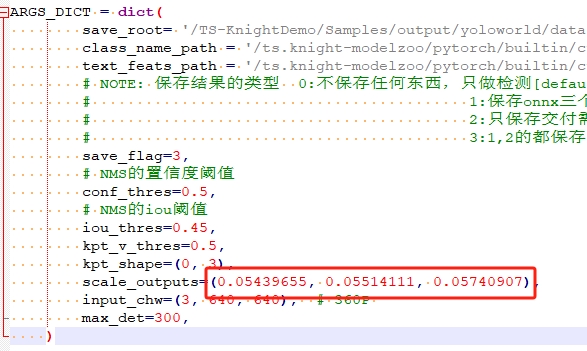 ARGS_DICT = dict(
save_root= '/TS-KnightDemo/Samples/output/yoloworld/data
class_name_path = '/ts.knight-modelzoo/pytorch/builtin/c
text_feats_path = '/ts.knight-modelzoo/pytorch/builtin/c
# NOTE: 保存结果的类型 0:不保存任何东西，只做检测[defau
# 1:保存onnx三个
# 2:只保存交付需
# 3:1,2的都保存
save_flag=3,
# NMS的置信度阈值
conf_thres=0.5,
# NMS的iou阈值
iou_thres=0.45,
kpt_v_thres=0.5,
kpt_shape=(0, 3),
scale_outputs=(0.05439655, 0.05514111, 0.05740907),
input_chw=(3, 640, 640), # 360P
max_det=300,
)